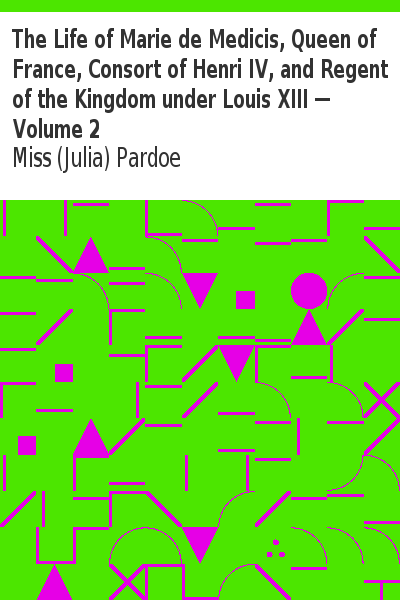 The Life of Marie de Medicis, Queen of
France, Consort of Henri IV, and Regent
of the Kingdom under Louis XIII —
Volume 2
Miss (Julia) Pardoe